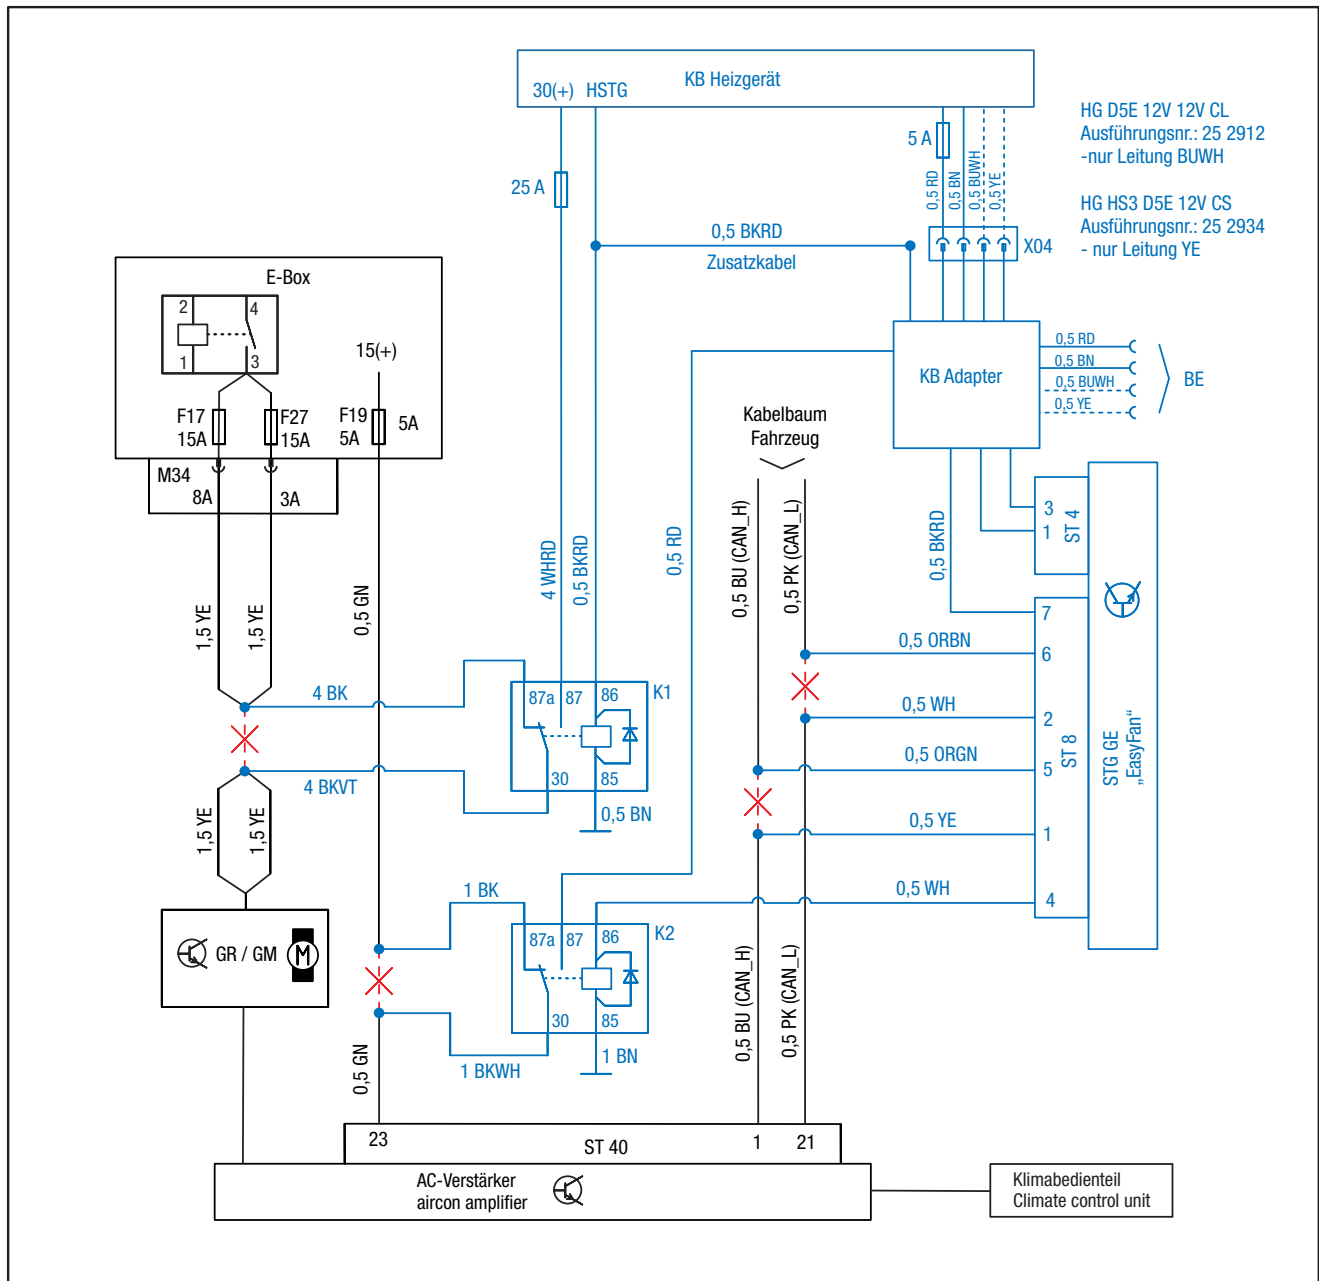 KB Heizgerät
30(+) HSTG
HG D5E 12V 12V CL
Ausführungsnr.: 25 2912
-nur Leitung BUWH
HG HS3 D5E 12V CS
Ausführungsnr.: 25 2934
- nur Leitung YE
5 A
25 A
0,5 RD
0,5 BN
0,5 BUWH
0,5 YE
X04
0,5 BKRD
Zusatzkabel
E-Box
2
4
1
3
15(+)
F17
15A
F27
15A
F19
5A
5A
M34
8A
3A
KB Adapter
0,5 RD
0,5 BN
0,5 BUWH
0,5 YE
BE
Kabelbaum
Fahrzeug
1,5 YE
1,5 YE
0,5 GN
4 WHRD
0,5 BKRD
0,5 RD
0,5 BU (CAN_H)
0,5 PK (CAN_L)
0,5 BKRD
3
1
ST 4
7
6
2
5
1
4
ST 8
STG GE
„EasyFan“
0,5 ORBN
0,5 WH
0,5 ORGN
0,5 YE
0,5 WH
4 BK
4 BKVT
87a 87 86
K1
30 85
0,5 BN
1,5 YE
1,5 YE
GR / GM
M
1 BK
1 BKWH
87a 87 86
K2
30 85
1 BN
0,5 GN
0,5 BU (CAN_H)
0,5 PK (CAN_L)
23
ST 40
1
21
AC-Verstärker
aircon amplifier
Klimabedienteil
Climate control unit